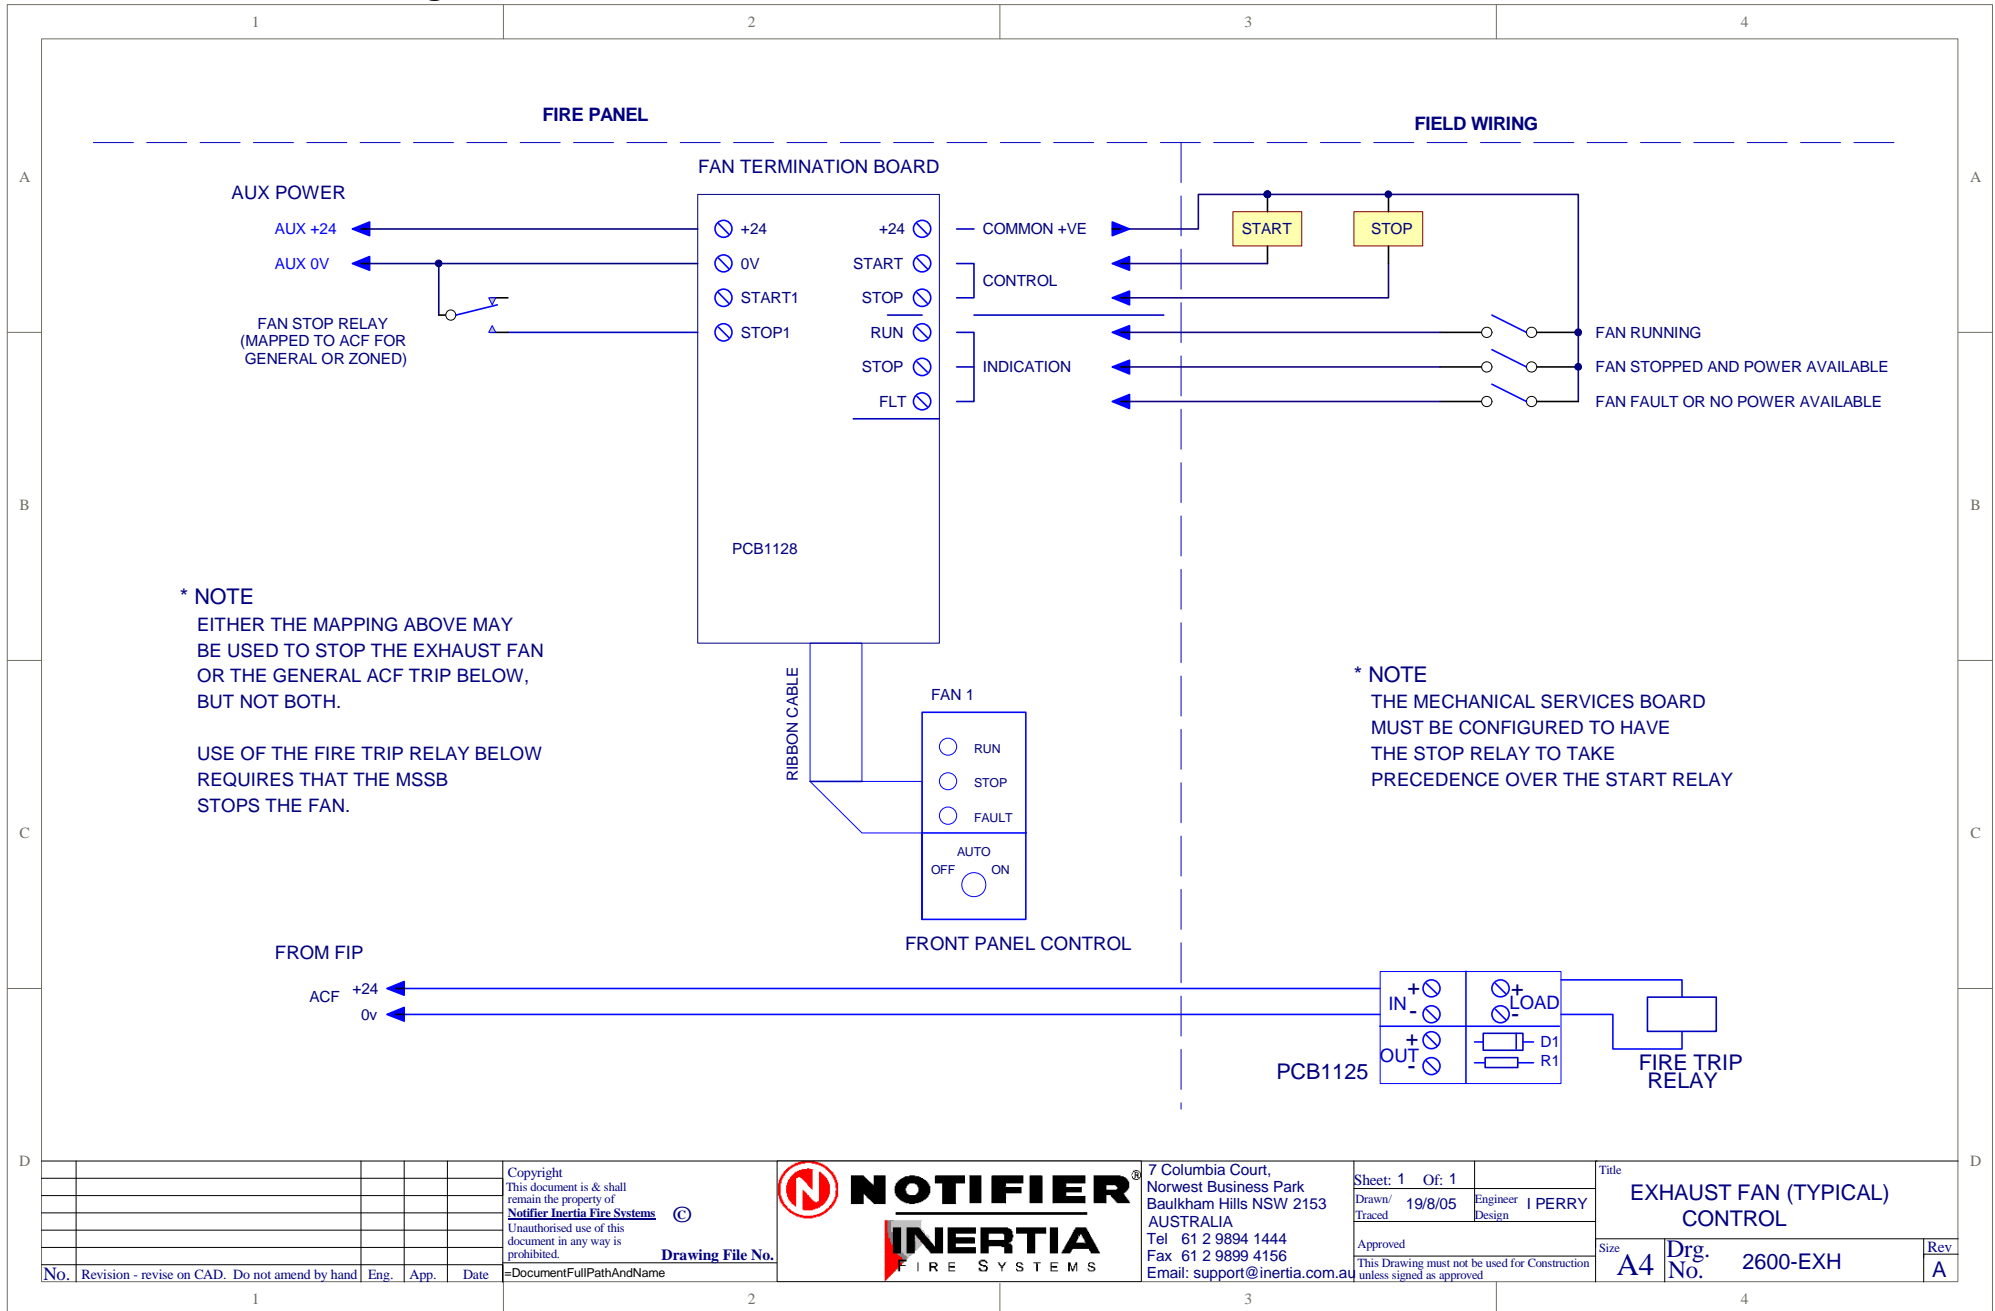 1 2 3 4
FIRE PANEL
FIELD WIRING
FAN TERMINATION BOARD
A
A
AUX POWER
AUX +24
AUX 0V
+24
0V
START1
STOP1
+24
START
STOP
RUN
STOP
FLT
COMMON +VE
CONTROL
INDICATION
START
STOP
FAN STOP RELAY
(MAPPED TO ACF FOR
GENERAL OR ZONED)
FAN RUNNING
FAN STOPPED AND POWER AVAILABLE
FAN FAULT OR NO POWER AVAILABLE
B
B
PCB1128
* NOTE
EITHER THE MAPPING ABOVE MAY
BE USED TO STOP THE EXHAUST FAN
OR THE GENERAL ACF TRIP BELOW,
BUT NOT BOTH.
USE OF THE FIRE TRIP RELAY BELOW
REQUIRES THAT THE MSSB
STOPS THE FAN.
RIBBON CABLE
FAN 1
RUN
STOP
FAULT
AUTO
OFF ON
FRONT PANEL CONTROL
* NOTE
THE MECHANICAL SERVICES BOARD
MUST BE CONFIGURED TO HAVE
THE STOP RELAY TO TAKE
PRECEDENCE OVER THE START RELAY
C
C
FROM FIP
ACF
+24
0v
IN + -
+ LOAD -
OUT + -
D1
R1
PCB1125
FIRE TRIP
RELAY
D
D
No. Revision - revise on CAD. Do not amend by hand Eng. App. Date
Copyright
This document is & shall
remain the property of
Notifier Inertia Fire Systems ©
Unauthorised use of this
document in any way is
prohibited.
Drawing File No.
=DocumentFullPathAndName
N NOTIFIER®
INERTIA
FIRE SYSTEMS
7 Columbia Court,
Norwest Business Park
Baulkham Hills NSW 2153
AUSTRALIA
Tel 61 2 9894 1444
Fax 61 2 9899 4156
Email: support@inertia.com.au
Sheet: 1 Of: 1
Drawn/
Traced
19/8/05
Engineer
Design
I PERRY
Approved
This Drawing must not be used for Construction
unless signed as approved
Title
EXHAUST FAN (TYPICAL)
CONTROL
Size
A4
Drg.
No.
2600-EXH
Rev
A
1 2 3 4